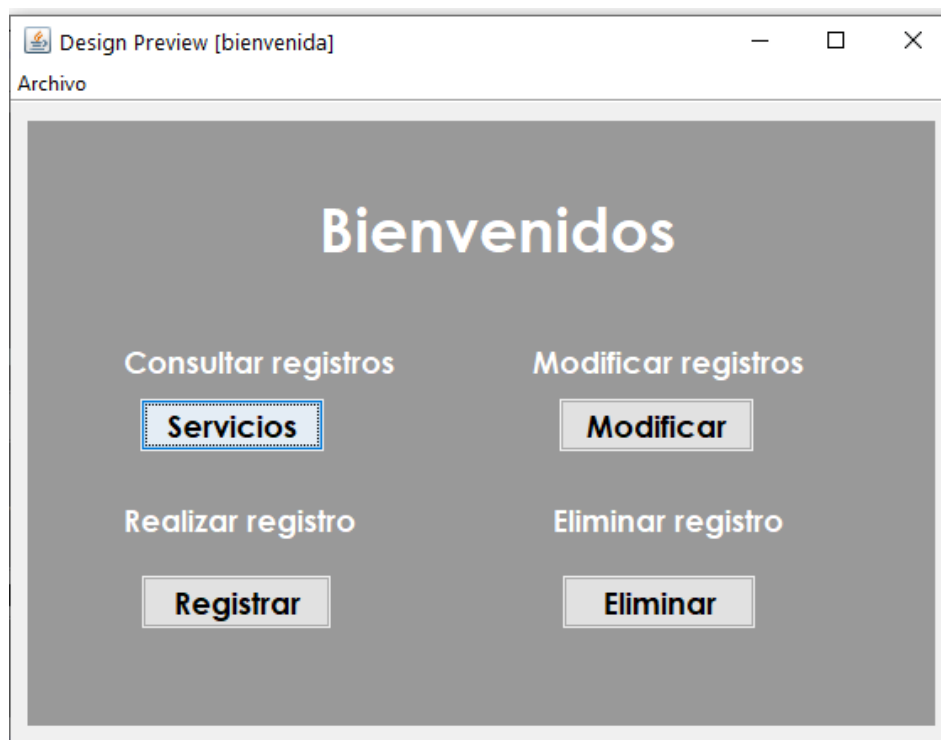 Design Preview [bienvenida]
Archivo
Bienvenidos
Consultar registros
Modificar registros
Servicios
Modificar
Realizar registro
Eliminar registro
Registrar
Eliminar